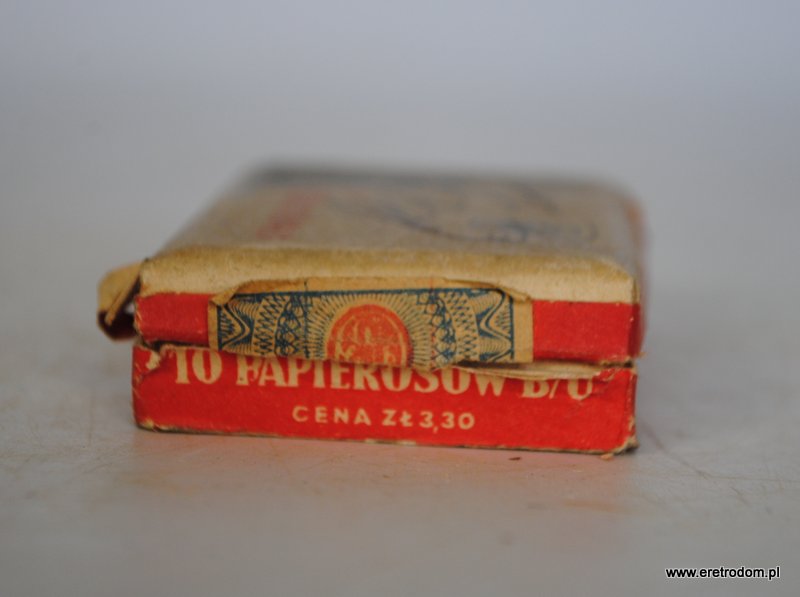 10 PAPIEROSÓW B/U
CENA ZŁ 3,30
www.eretrodom.pl